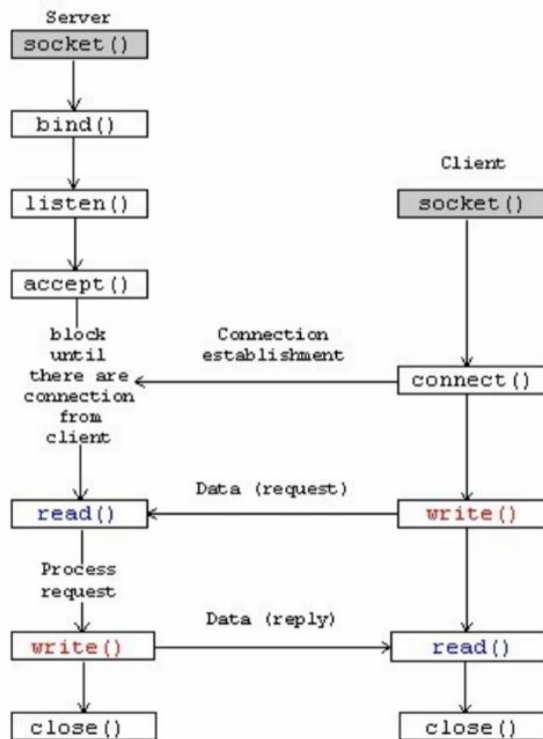 Server
socket()
bind()
Client
listen()
socket()
accept()
block
until
there are
connection
from
client
Connection
establishment
connect()
Data (request)
read()
write()
Process
request
Data (reply)
write()
read()
close()
close()